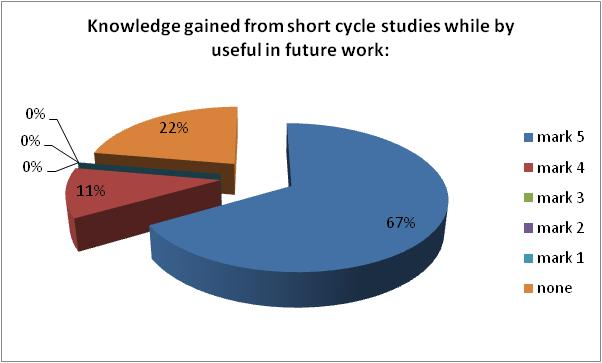 Knowledge gained from short cycle studies while by
useful in future work:
0%
0%
0%
22%
11%
67%
mark 5
mark 4
mark 3
mark 2
mark 1
none